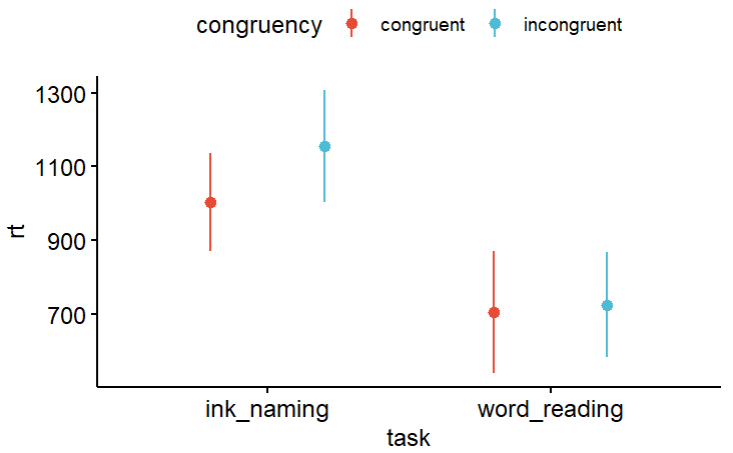 congruency congruent incongruent
1300
1100
900
700
rt
ink_naming word_reading
task